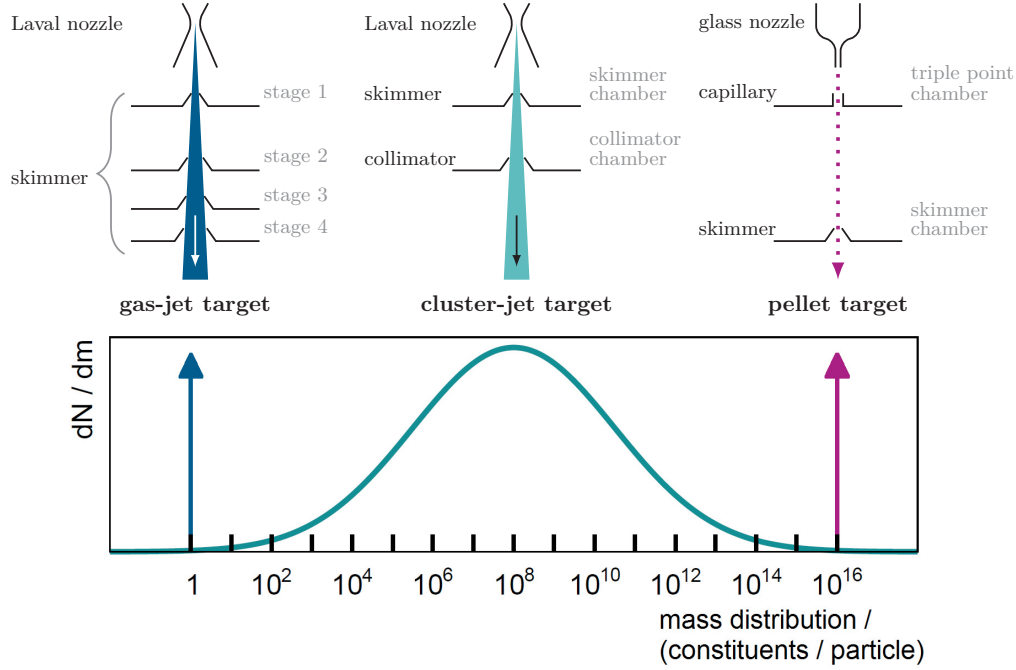 Laval nozzle
stage 1
stage 2
skimmer
stage 3
stage 4
gas-jet target
Laval nozzle
skimmer
skimmer
chamber
collimator
collimator
chamber
cluster-jet target
glass nozzle
capillary
triple point
chamber
skimmer
skimmer
chamber
pellet target
dN / dm
1 10² 10⁴ 10⁶ 10⁸ 10¹⁰ 10¹² 10¹⁴ 10¹⁶
mass distribution /
(constituents / particle)